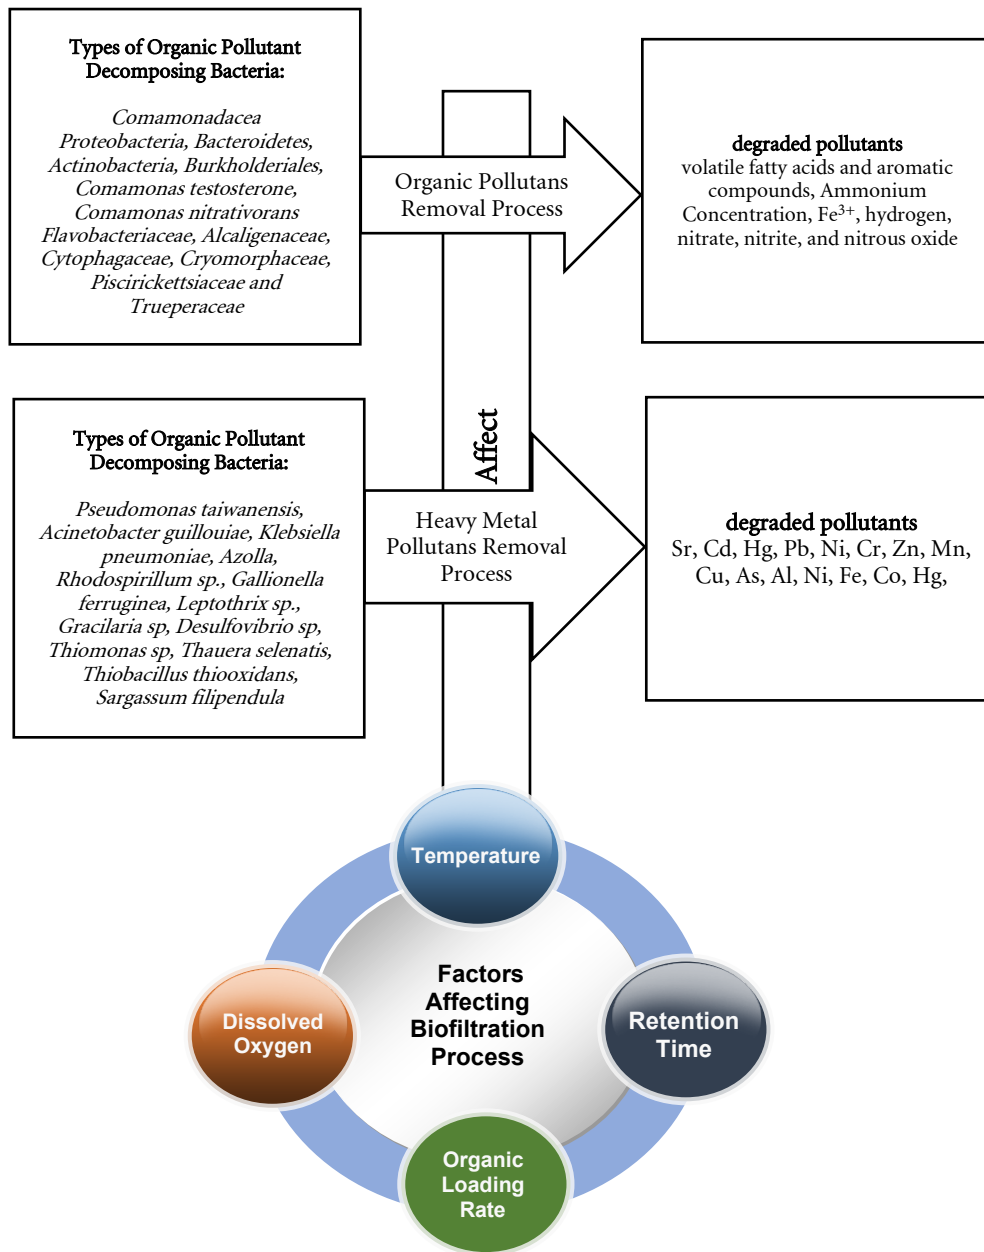 Types of Organic Pollutant
Decomposing Bacteria:
Comamonadacea
Proteobacteria, Bacteroidetes,
Actinobacteria, Burkholderiales,
Comamonas testosterone,
Comamonas nitrativorans
Flavobacteriaceae, Alcaligenaceae,
Cytophagaceae, Cryomorphaceae,
Piscirickettsiaceae and
Trueperaceae
Organic Pollutans
Removal Process
degraded pollutants
volatile fatty acids and aromatic
compounds, Ammonium
Concentration, Fe³⁺, hydrogen,
nitrate, nitrite, and nitrous oxide
Affect
Types of Organic Pollutant
Decomposing Bacteria:
Pseudomonas taiwanensis,
Acinetobacter guillouiae, Klebsiella
pneumoniae, Azolla,
Rhodospirillum sp., Gallionella
ferruginea, Leptothrix sp.,
Gracilaria sp, Desulfovibrio sp,
Thiomonas sp, Thauera selenatis,
Thiobacillus thiooxidans,
Sargassum filipendula
Heavy Metal
Pollutans Removal
Process
degraded pollutants
Sr, Cd, Hg, Pb, Ni, Cr, Zn, Mn,
Cu, As, Al, Ni, Fe, Co, Hg,
Temperature
Factors
Affecting
Biofiltration
Process
Dissolved
Oxygen
Retention
Time
Organic
Loading
Rate